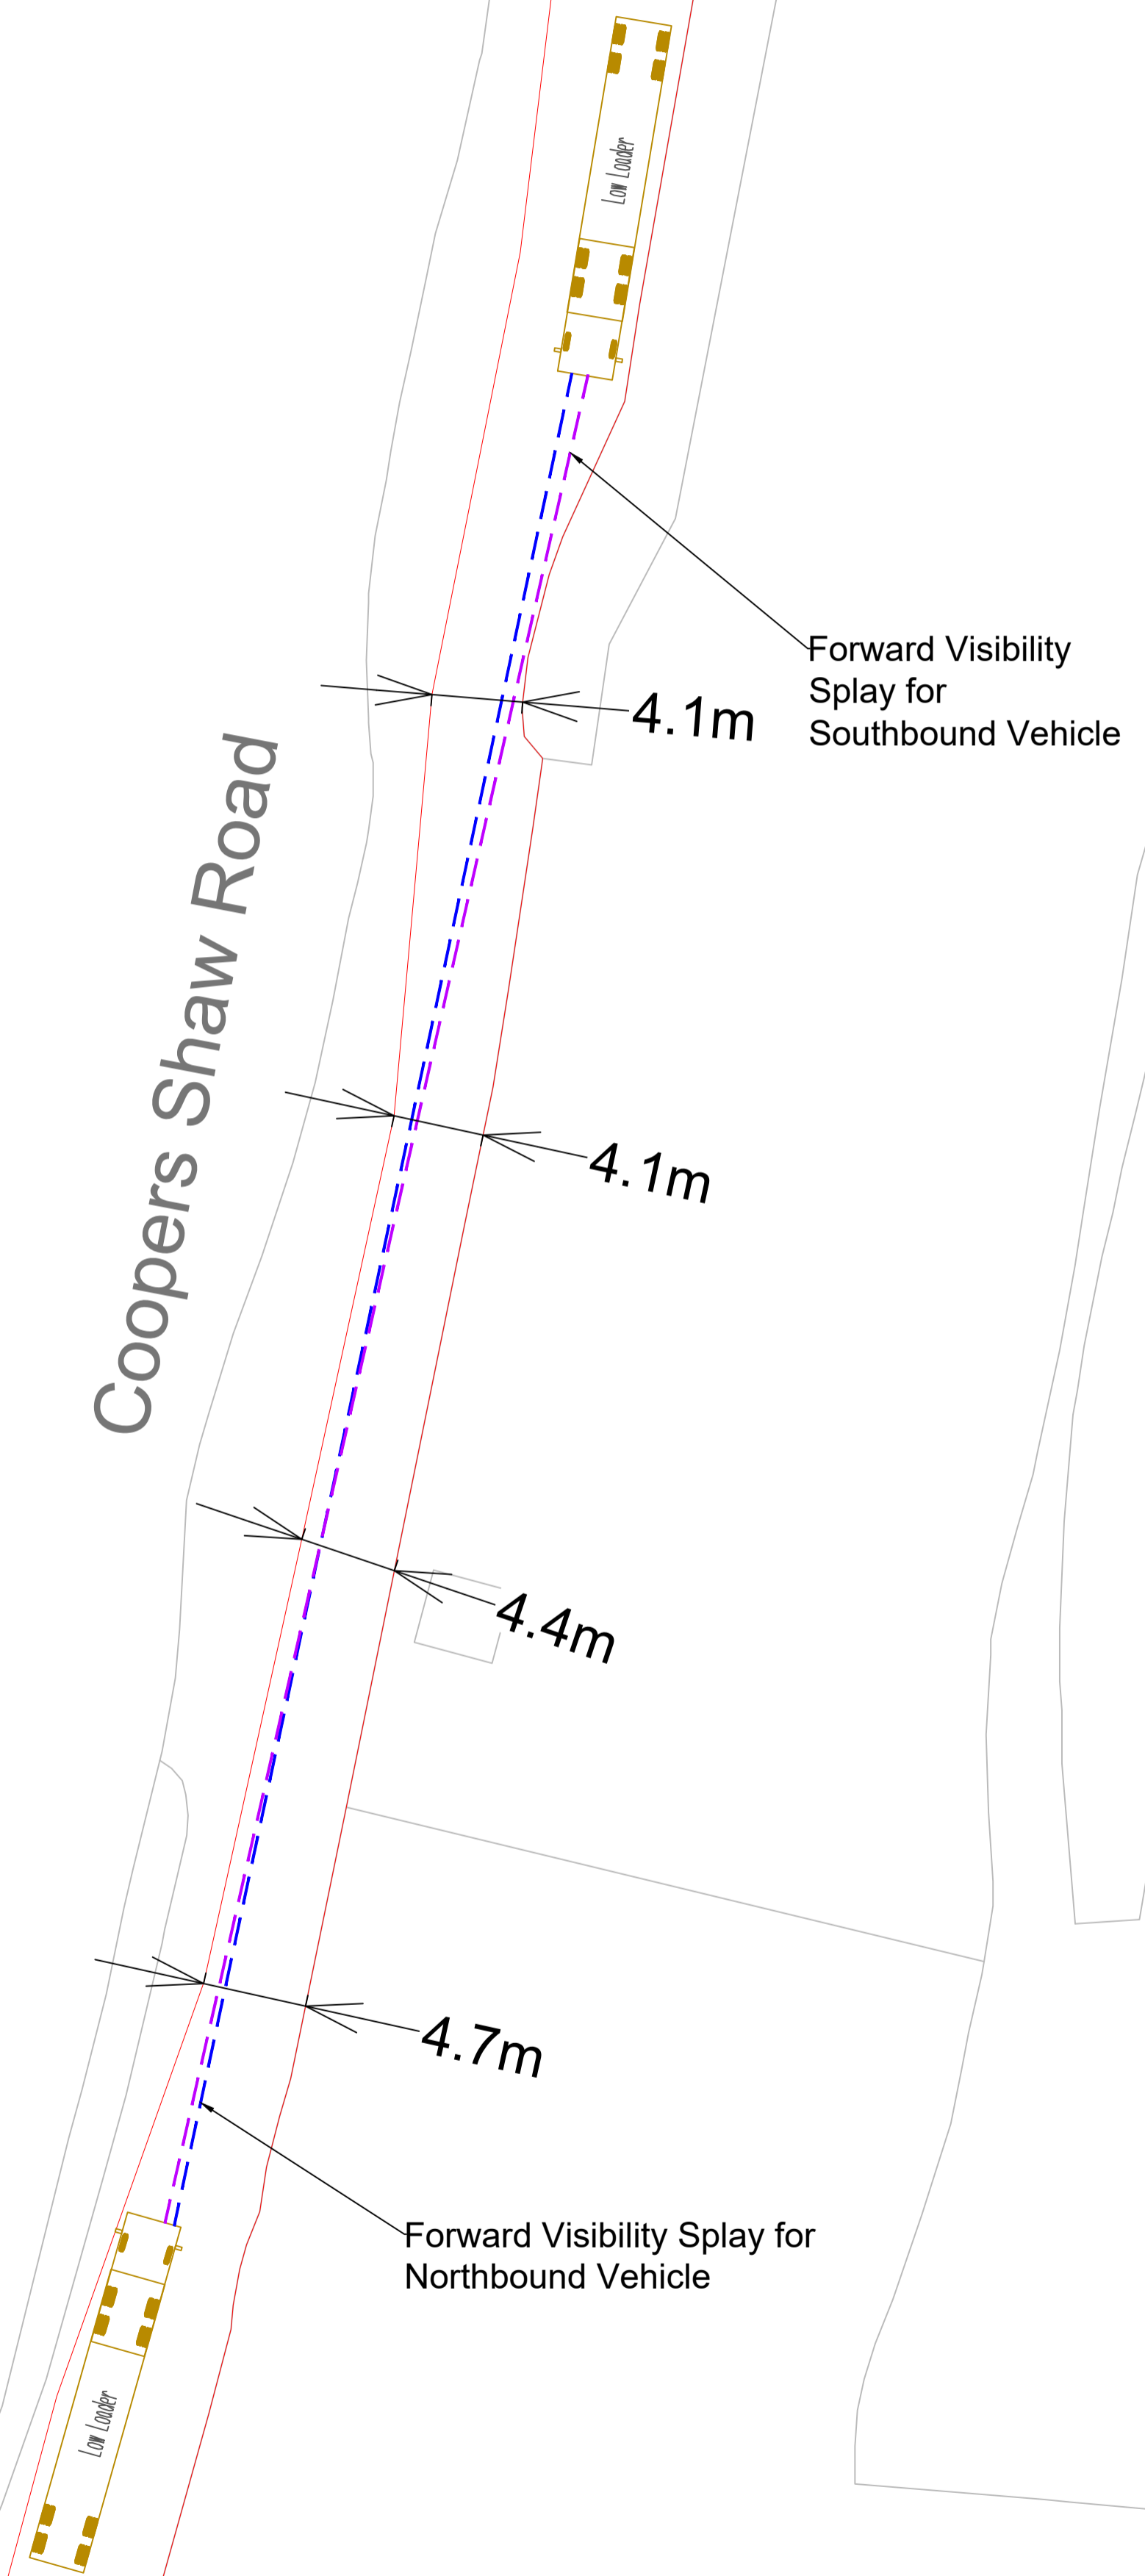 Low Loader
Forward Visibility
Splay for
Southbound Vehicle
4.1m
Coopers Shaw Road
4.1m
4.4m
4.7m
Forward Visibility Splay for
Northbound Vehicle
Low Loader